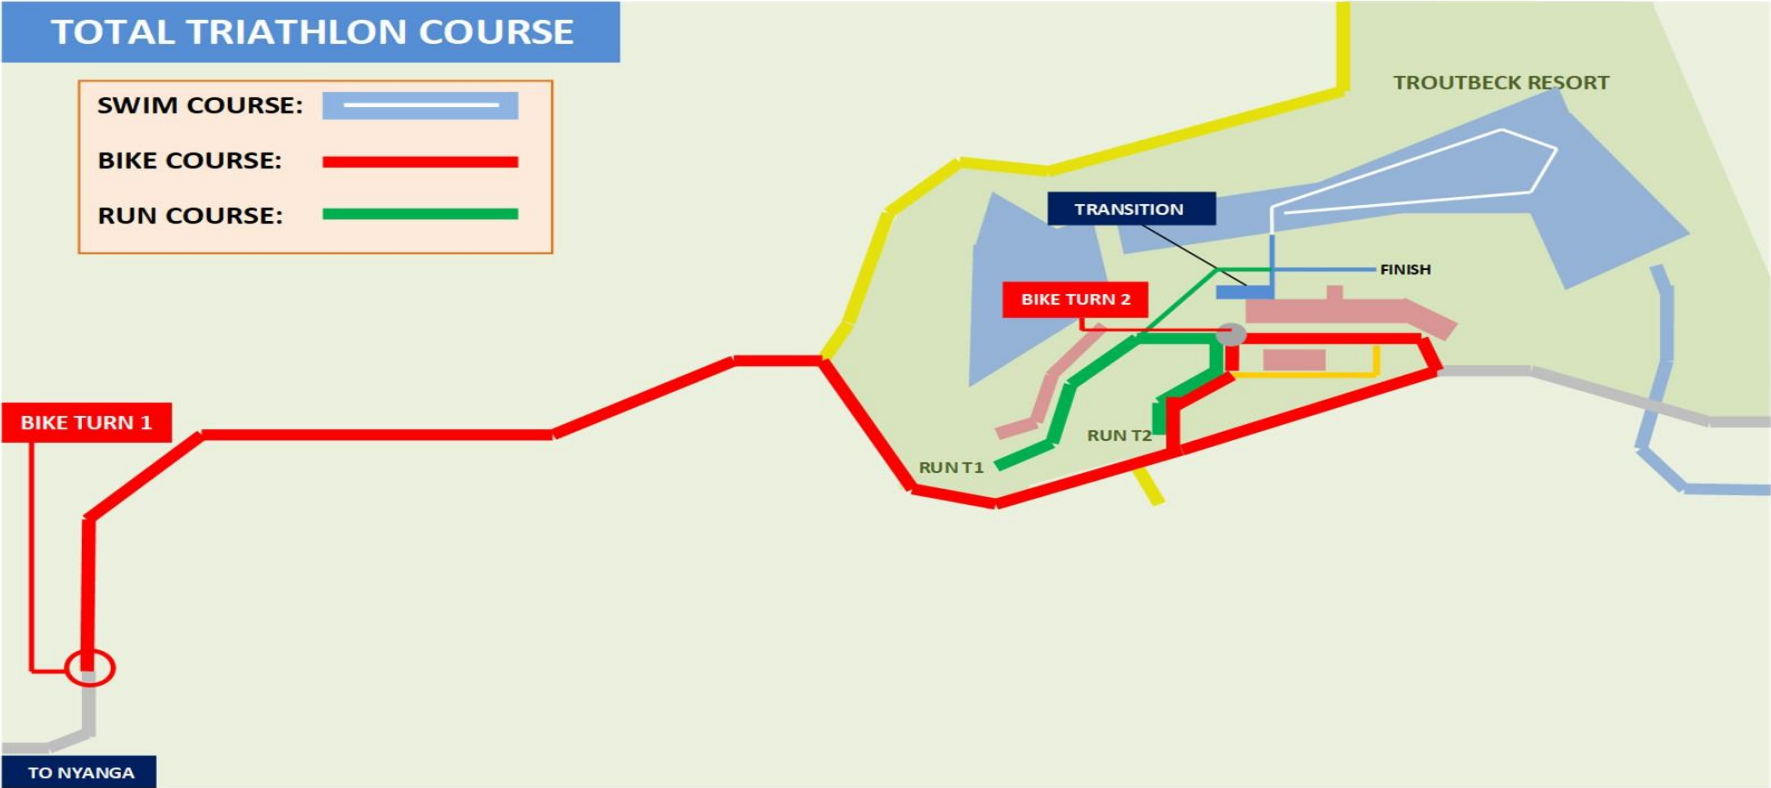 TOTAL TRIATHLON COURSE
SWIM COURSE:
BIKE COURSE:
RUN COURSE:
TROUTBECK RESORT
TRANSITION
FINISH
BIKE TURN 2
BIKE TURN 1
RUN T2
RUN T1
TO NYANGA